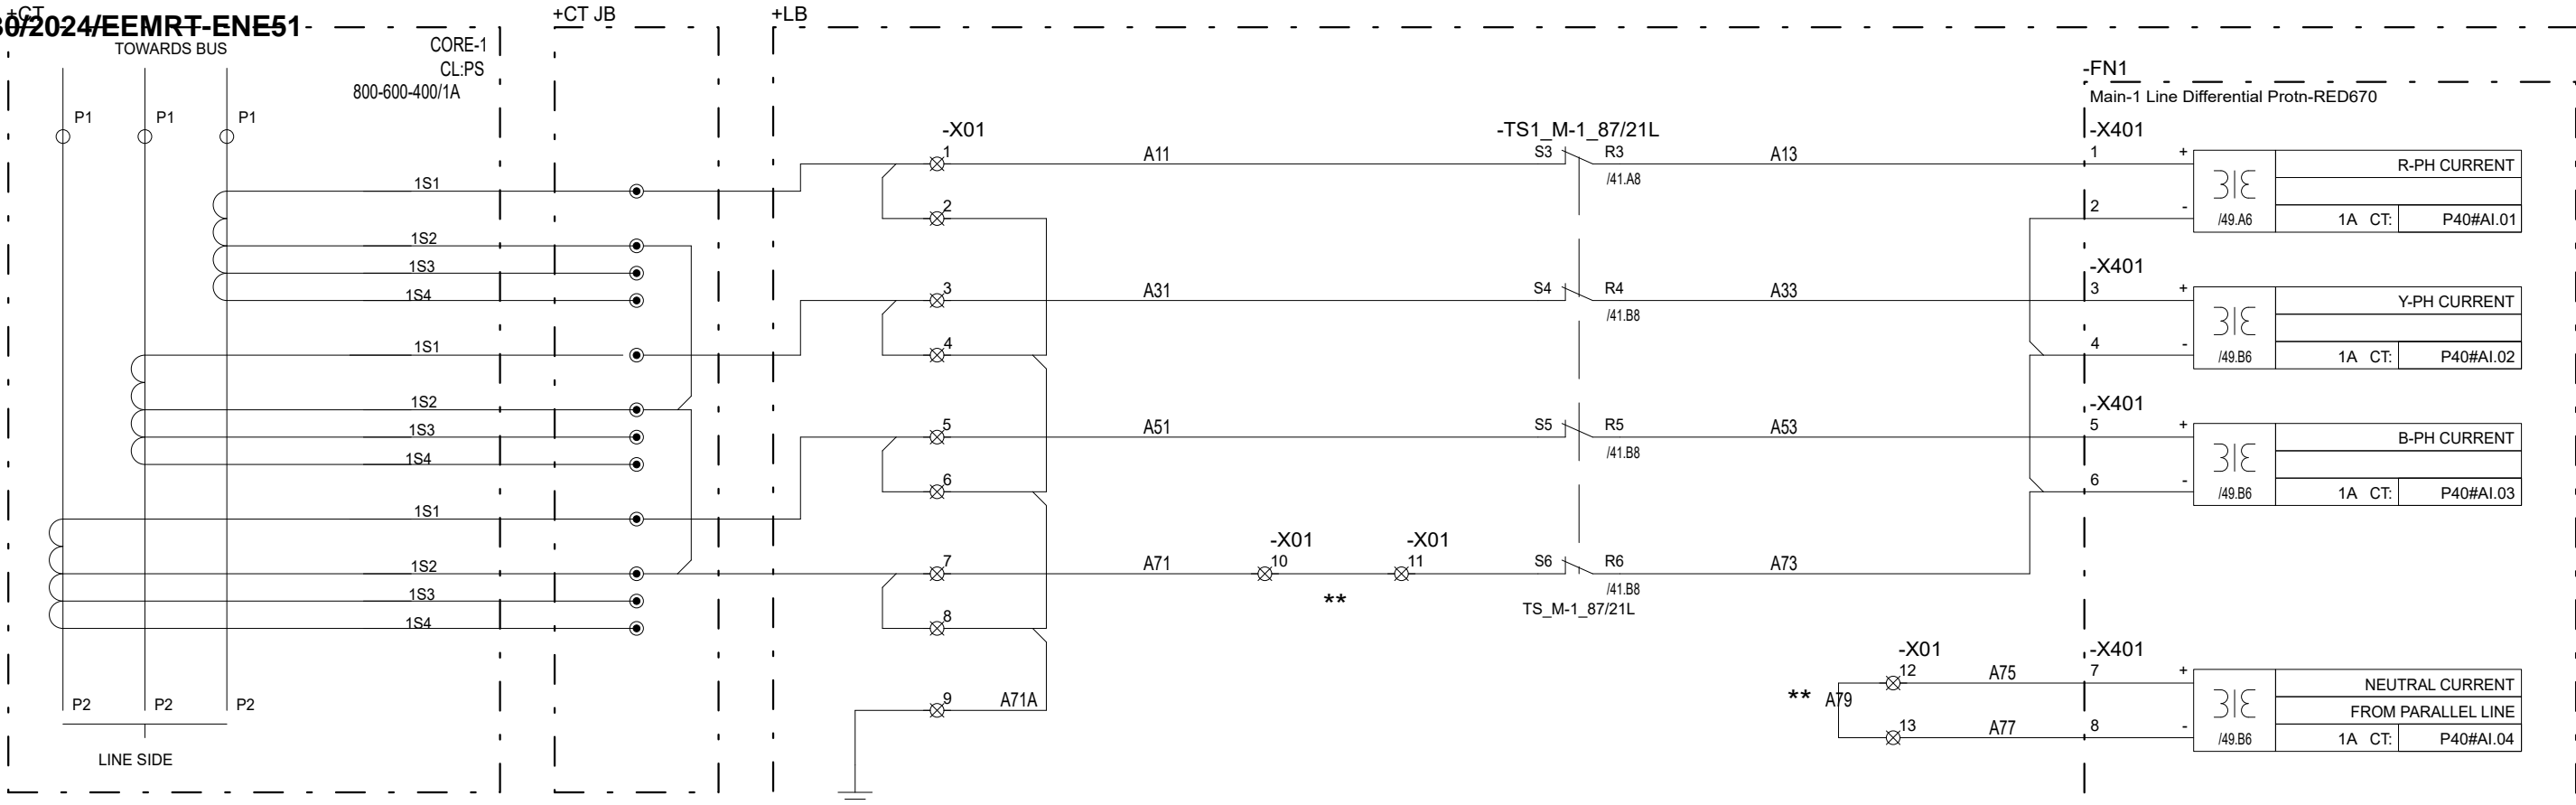 +CT
30/2024/EEMRT-ENE51
+CT JB
+LB
TOWARDS BUS
CORE-1
CL:PS
800-600-400/1A
-FN1
Main-1 Line Differential Protn-RED670
P1
P1
P1
-X01
-TS1_M-1_87/21L
-X401
1
A11
S3
R3
A13
1
+
R-PH CURRENT
/41.A8
1S1
2
2
-
/49.A6
1A CT:
P40#AI.01
1S2
1S3
-X401
1S4
3
A31
S4
R4
A33
3
+
Y-PH CURRENT
/41.B8
1S1
4
4
-
/49.B6
1A CT:
P40#AI.02
1S2
-X401
1S3
5
A51
S5
R5
A53
5
+
B-PH CURRENT
/41.B8
1S4
6
6
-
/49.B6
1A CT:
P40#AI.03
1S1
-X01
-X01
1S2
7
A71
10
11
S6
R6
A73
/41.B8
1S3
**
TS_M-1_87/21L
1S4
8
-X01
-X401
12
A75
7
+
NEUTRAL CURRENT
P2
P2
P2
9
A71A
** A79
FROM PARALLEL LINE
13
A77
8
-
/49.B6
1A CT:
P40#AI.04
LINE SIDE